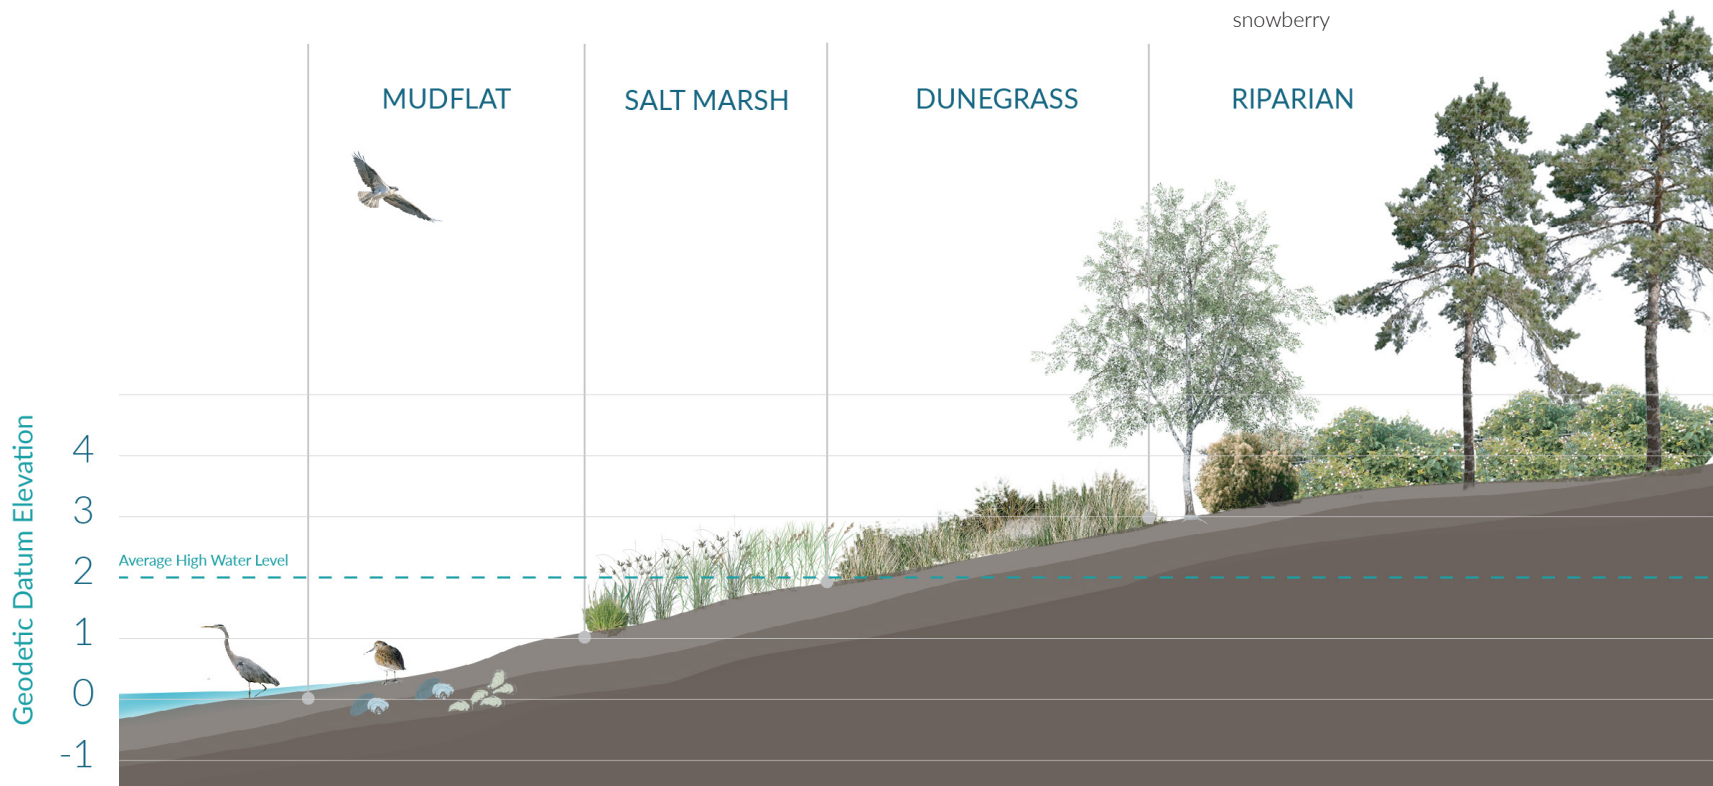 snowberry
MUDFLAT
SALT MARSH
DUNEGRASS
RIPARIAN
Geodetic Datum Elevation
4
3
Average High Water Level
2
1
0
-1